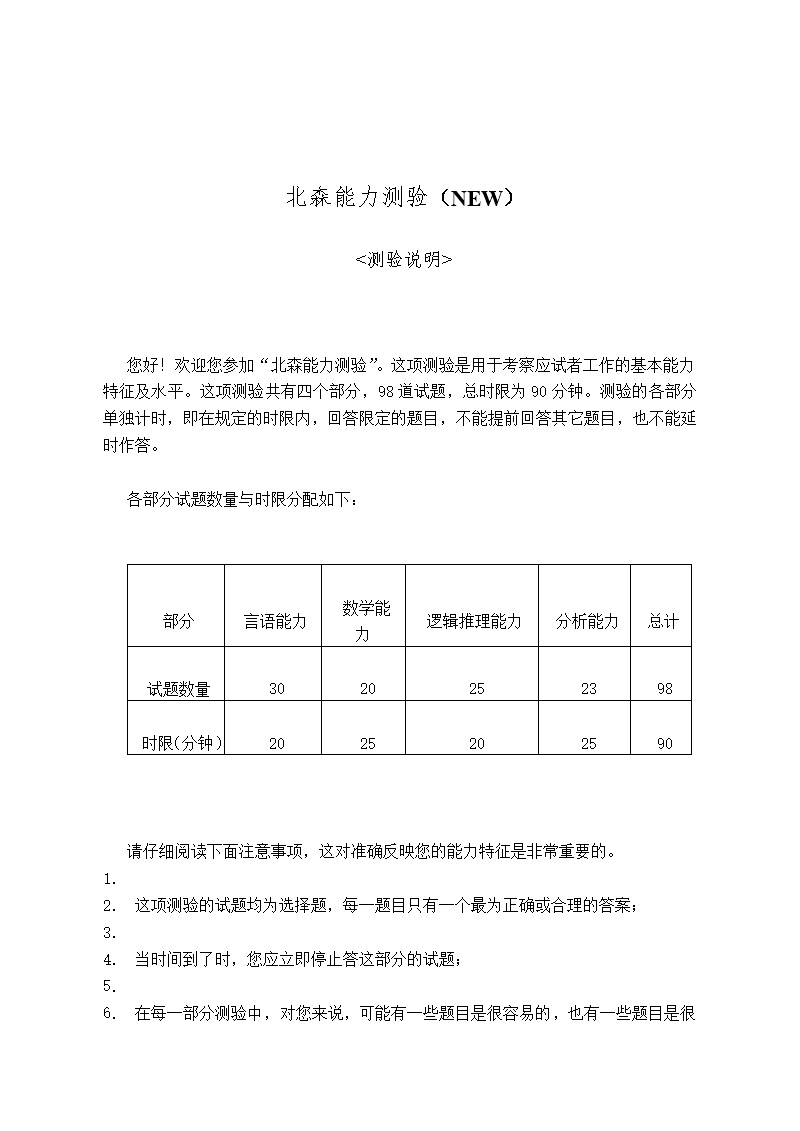 北森能力测验（NEW）
<测验说明>
您好！欢迎您参加“北森能力测验”。这项测验是用于考察应试者工作的基本能力
特征及水平。这项测验共有四个部分，98 道试题，总时限为 90 分钟。测验的各部分
单独计时，即在规定的时限内，回答限定的题目，不能提前回答其它题目，也不能延
时作答。
各部分试题数量与时限分配如下：
部分 言语能力 数学能力 逻辑推理能力 分析能力 总计
试题数量 30 20 25 23 98
时限(分钟) 20 25 20 25 90
请仔细阅读下面注意事项，这对准确反映您的能力特征是非常重要的。
1.
2. 这项测验的试题均为选择题，每一题目只有一个最为正确或合理的答案；
3.
4. 当时间到了时，您应立即停止答这部分的试题；
5.
6. 在每一部分测验中，对您来说，可能有一些题目是很容易的，也有一些题目是很